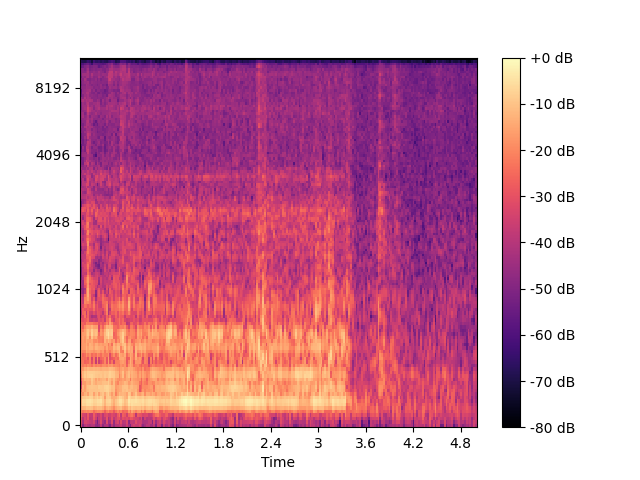 8192
4096
2048
1024
512
0
Hz
0 0.6 1.2 1.8 2.4 3 3.6 4.2 4.8
Time
+0 dB
-10 dB
-20 dB
-30 dB
-40 dB
-50 dB
-60 dB
-70 dB
-80 dB